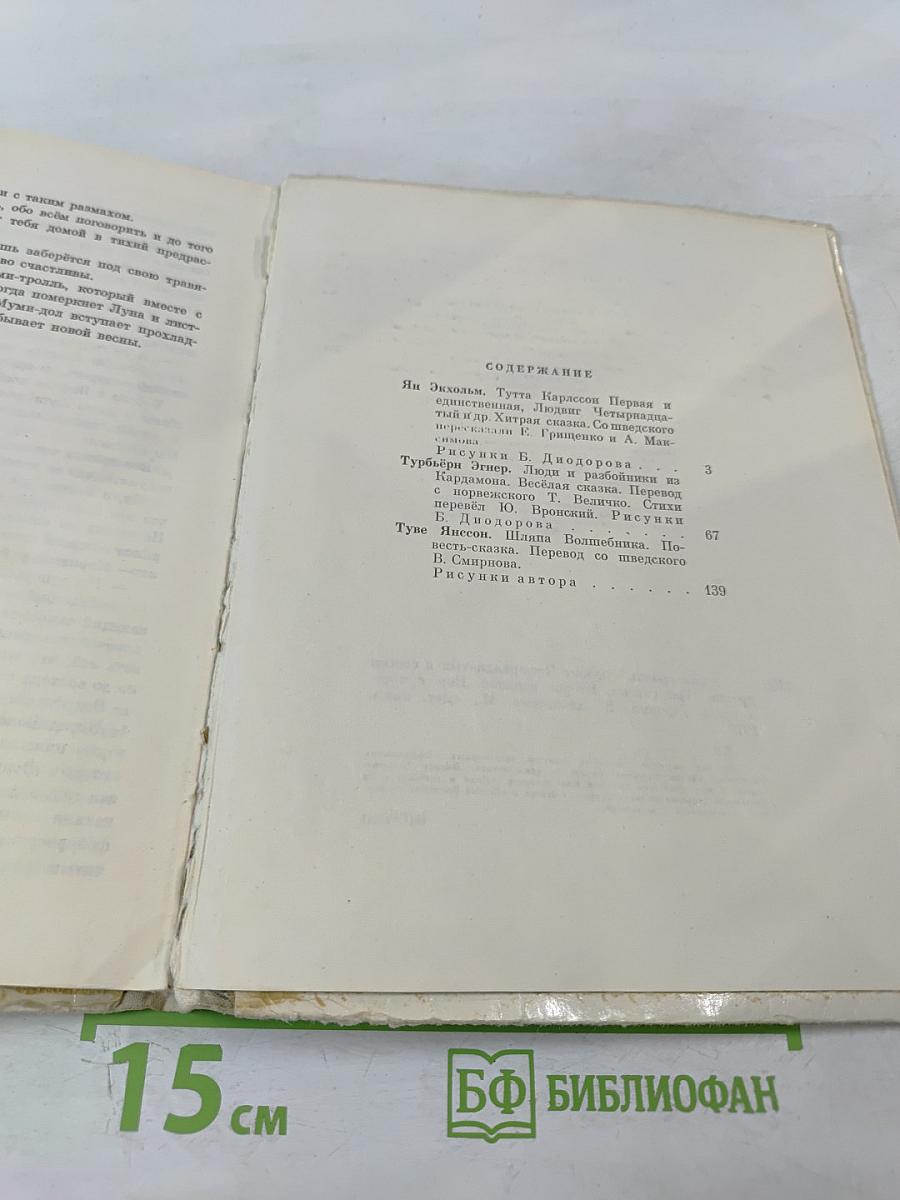 и с таким размахом.
, обо всём поговорить и до того
тебя домой в тихий предрас-
шь заберётся под свою травя-
во счастливы.
ми-тролль, который вместе с
огда померкнет Луна и лист-
Муми-дол вступает прохлад-
бывает новой весны.
СОДЕРЖАНИЕ
Ян Экхольм. Тутта Карлссон Первая и
единственная, Людвиг Четырнадца-
тый и др. Хитрая сказка. Со шведского
пересказали Е. Грищенко и А. Мак-
симова.
Рисунки Б. Диодорова . . . 3
Турбьёрн Эгнер. Люди и разбойники из
Кардамона. Весёлая сказка. Перевод
с норвежского Т. Величко. Стихи
перевёл Ю. Вронский. Рисунки
Б. Диодорова . . . . . . . 67
Туве Янссон. Шляпа Волшебника. По-
весть-сказка. Перевод со шведского
В. Смирнова.
Рисунки автора . . . . . . 139
15 см
БФ БИБЛИОФАН